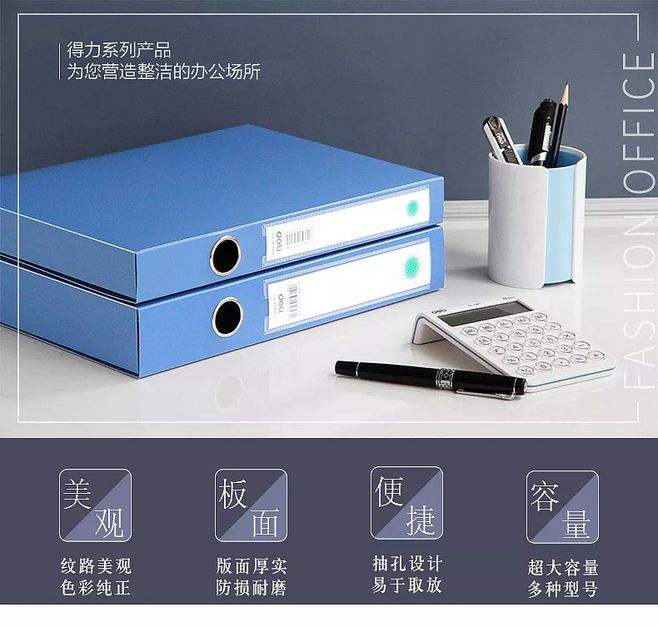 得力系列产品
为您营造整洁的办公场所
FASHION OFFICE
deli
deli
美观
板面
便捷
容量
纹路美观
色彩纯正
版面厚实
防损耐磨
抽孔设计
易于取放
超大容量
多种型号